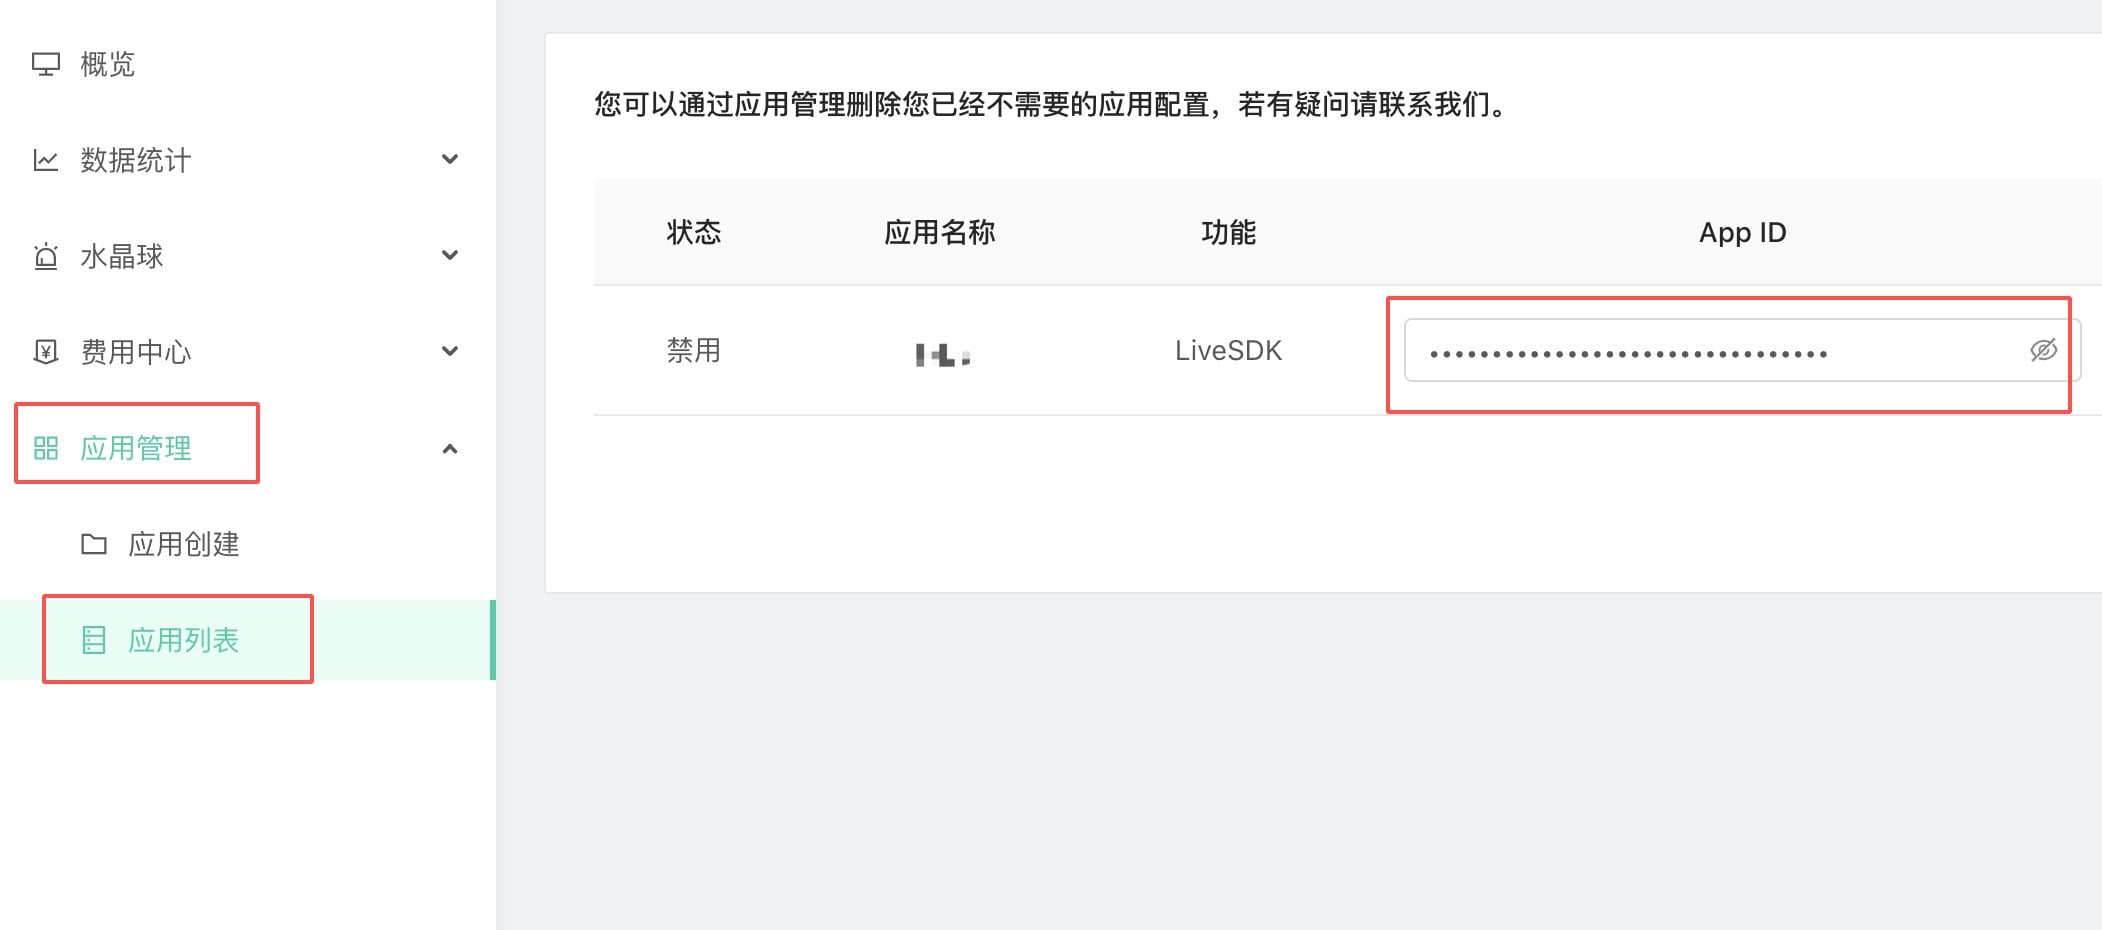 概览
数据统计
水晶球
费用中心
应用管理
应用创建
应用列表
您可以通过应用管理删除您已经不需要的应用配置，若有疑问请联系我们。
状态 应用名称 功能 App ID
禁用 LiveSDK ••••••••••••••••••••••••••••••••